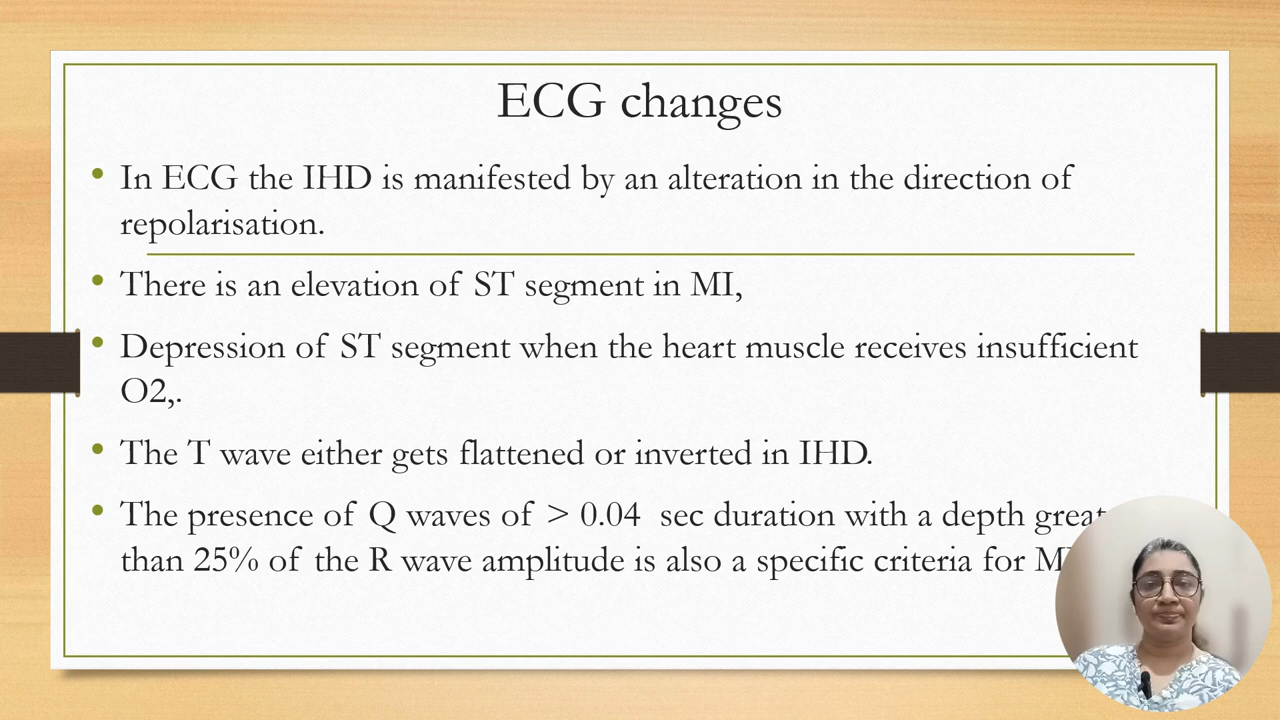 ECG changes
• In ECG the IHD is manifested by an alteration in the direction of
repolarisation.
• There is an elevation of ST segment in MI,
• Depression of ST segment when the heart muscle receives insufficient
O2,.
• The T wave either gets flattened or inverted in IHD.
• The presence of Q waves of > 0.04 sec duration with a depth
than 25% of the R wave amplitude is also a specific criteria for